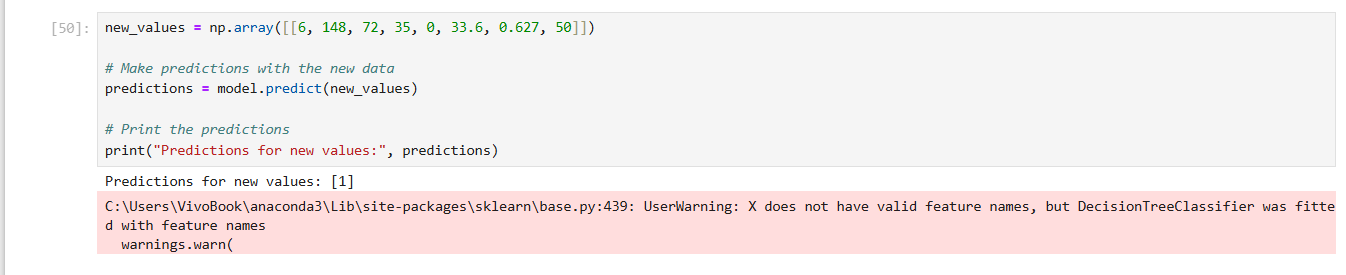 [50]: new_values = np.array([[6, 148, 72, 35, 0, 33.6, 0.627, 50]])
# Make predictions with the new data
predictions = model.predict(new_values)
# Print the predictions
print("Predictions for new values:", predictions)
Predictions for new values: [1]
C:\Users\VivoBook\anaconda3\Lib\site-packages\sklearn\base.py:439: UserWarning: X does not have valid feature names, but DecisionTreeClassifier was fitte
d with feature names
  warnings.warn(